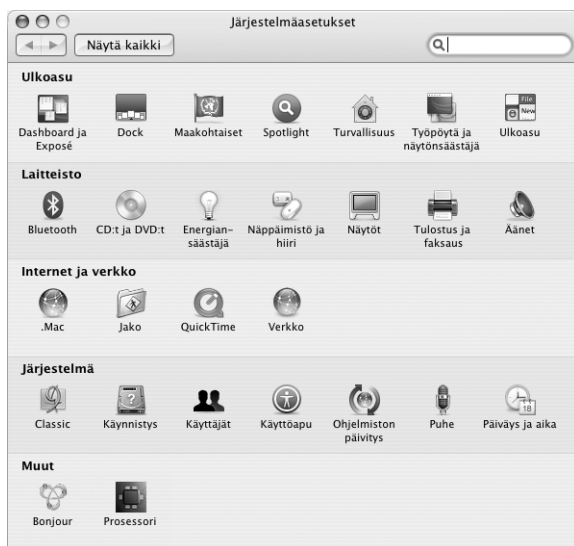 Järjestelmäasetukset
Näytä kaikki
Ulkoasu
Dashboard ja Exposé
Dock
Maakohtaiset
Spotlight
Turvallisuus
Työpöytä ja näytönsäästäjä
File
New
Ulkoasu
Laitteisto
Bluetooth
CD:t ja DVD:t
Energian-
säästäjä
Näppäimistö ja
hiiri
Näytöt
Tulostus ja
faksaus
Äänet
Internet ja verkko
.Mac
Jako
QuickTime
Verkko
Järjestelmä
Classic
Käynnistys
Käyttäjät
Käyttöapu
Ohjelmiston
päivitys
Puhe
18
Päiväys ja aika
Muut
Bonjour
Prosessori